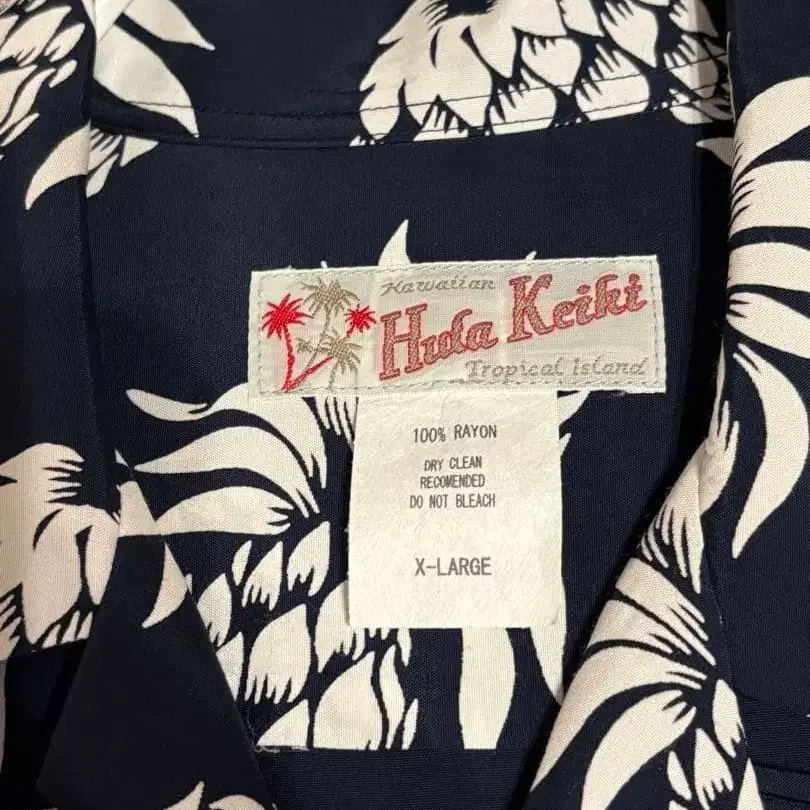 Hawaiian
Hula Keiki
Tropical Island
100% RAYON
DRY CLEAN
RECOMENDED
DO NOT BLEACH
X-LARGE